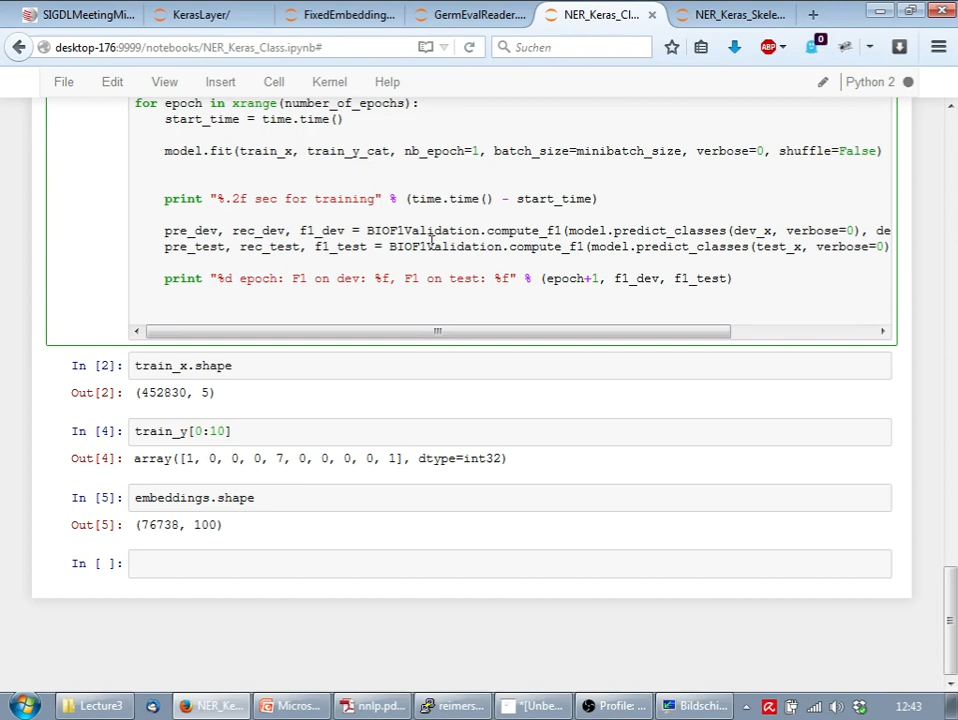 SIGDLMeetingMi...
KerasLayer/
FixedEmbedding...
GermEvalReader....
NER_Keras_Cl...
NER_Keras_Skele...
desktop-176:9999/notebooks/NER_Keras_Class.ipynb#
Suchen
ABP
0
File Edit View Insert Cell Kernel Help
Python 2
for epoch in xrange(number_of_epochs):
start_time = time.time()
model.fit(train_x, train_y_cat, nb_epoch=1, batch_size=minibatch_size, verbose=0, shuffle=False)
print "%.2f sec for training" % (time.time() - start_time)
pre_dev, rec_dev, f1_dev = BIOF1Validation.compute_f1(model.predict_classes(dev_x, verbose=0), de
pre_test, rec_test, f1_test = BIOF1Validation.compute_f1(model.predict_classes(test_x, verbose=0)
print "%d epoch: F1 on dev: %f, F1 on test: %f" % (epoch+1, f1_dev, f1_test)
In [2]: train_x.shape
Out[2]: (452830, 5)
In [4]: train_y[0:10]
Out[4]: array([1, 0, 0, 0, 7, 0, 0, 0, 0, 1], dtype=int32)
In [5]: embeddings.shape
Out[5]: (76738, 100)
In [ ]:
Lecture3
NER_Ke...
Micros...
nnlp.pd...
reimers...
*[Unbe...
Profile: ...
Bildschi...
12:43